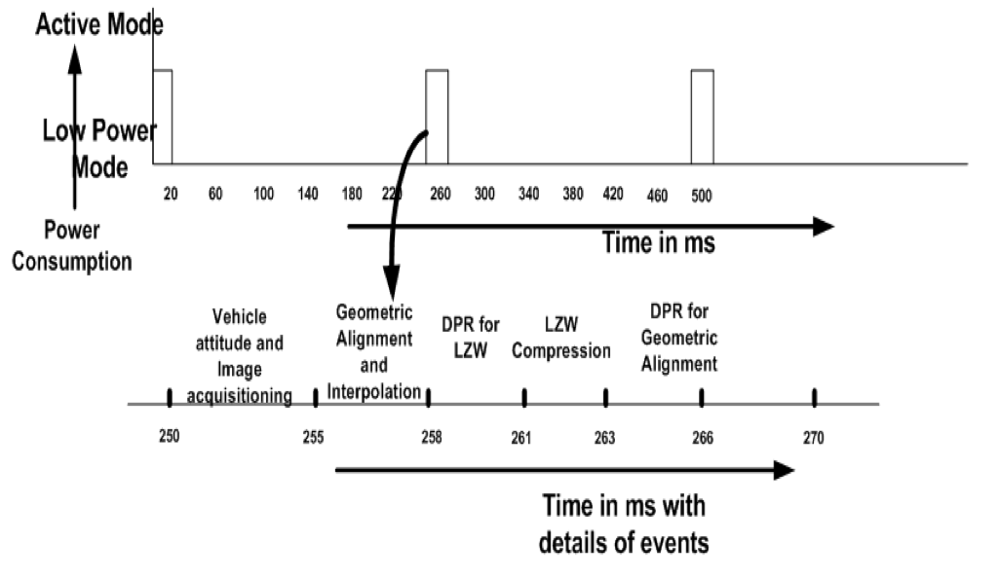 Active Mode
Low Power
Mode
20 60 100 140 180 220 260 300 340 380 420 460 500
Power
Consumption
Time in ms
Vehicle
attitude and
Image
acquisitioning
Geometric
Alignment
and
Interpolation
DPR for
LZW
LZW
Compression
DPR for
Geometric
Alignment
250 255 258 261 263 266 270
Time in ms with
details of events